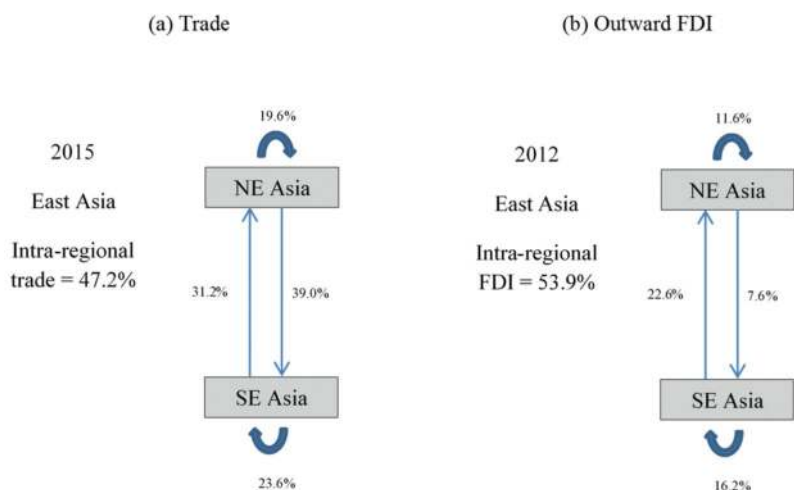 (a) Trade
19.6%
2015
NE Asia
East Asia
Intra-regional
trade = 47.2%
31.2%
39.0%
SE Asia
23.6%
(b) Outward FDI
11.6%
2012
NE Asia
East Asia
Intra-regional
FDI = 53.9%
22.6%
7.6%
SE Asia
16.2%